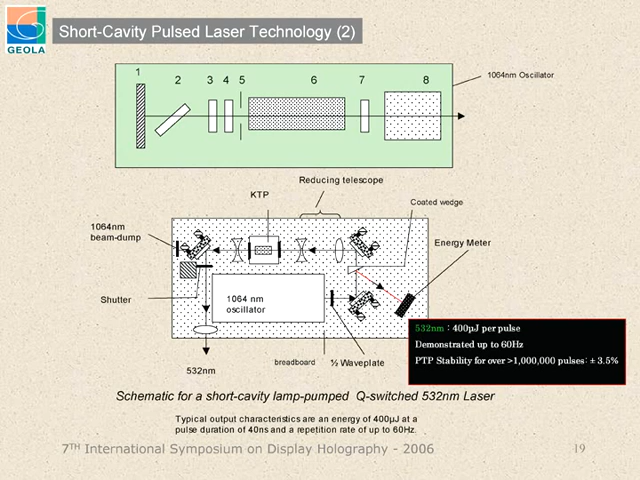 GEOLA
Short-Cavity Pulsed Laser Technology (2)
1
2
3
4
5
6
7
8
1064nm Oscillator
Reducing telescope
KTP
Coated wedge
1064nm
beam-dump
Energy Meter
Shutter
1064 nm
oscillator
532nm
breadboard
½ Waveplate
532nm : 400µJ per pulse
Demonstrated up to 60Hz
PTP Stability for over >1,000,000 pulses: ± 3.5%
Schematic for a short-cavity lamp-pumped Q-switched 532nm Laser
Typical output characteristics are an energy of 400µJ at a
pulse duration of 40ns and a repetition rate of up to 60Hz.
7TH International Symposium on Display Holography - 2006
19